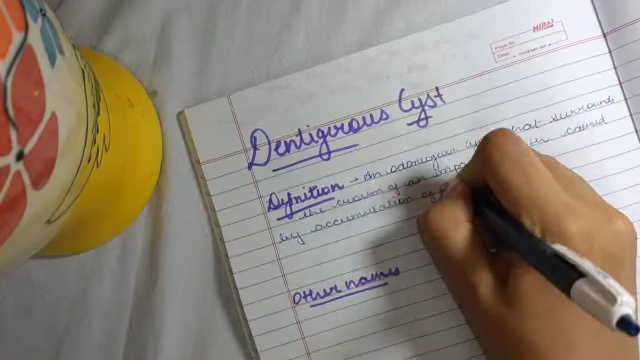 MIRAJ
Page No.
Date:
Dentigerous Cyst
Definition → An odontogenic that surrounds
the crown of an caused
by accumulation of
Other names